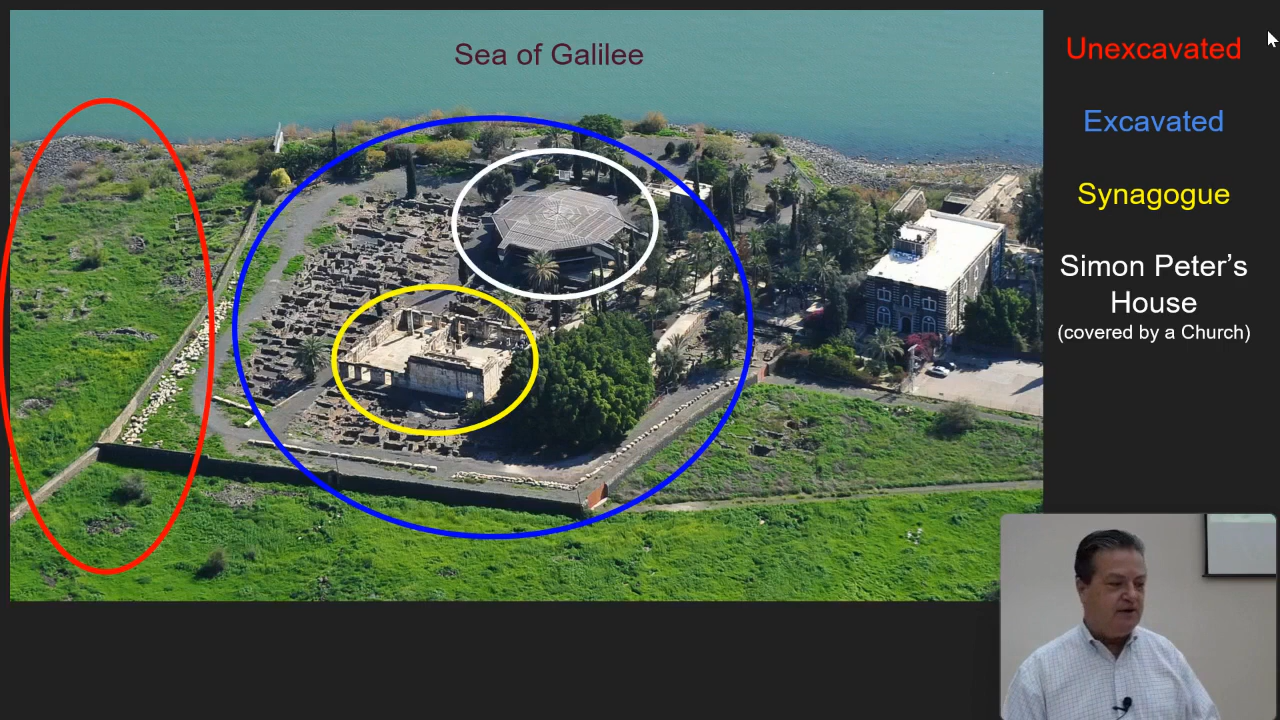 Sea of Galilee
Unexcavated
Excavated
Synagogue
Simon Peter’s
House
(covered by a Church)